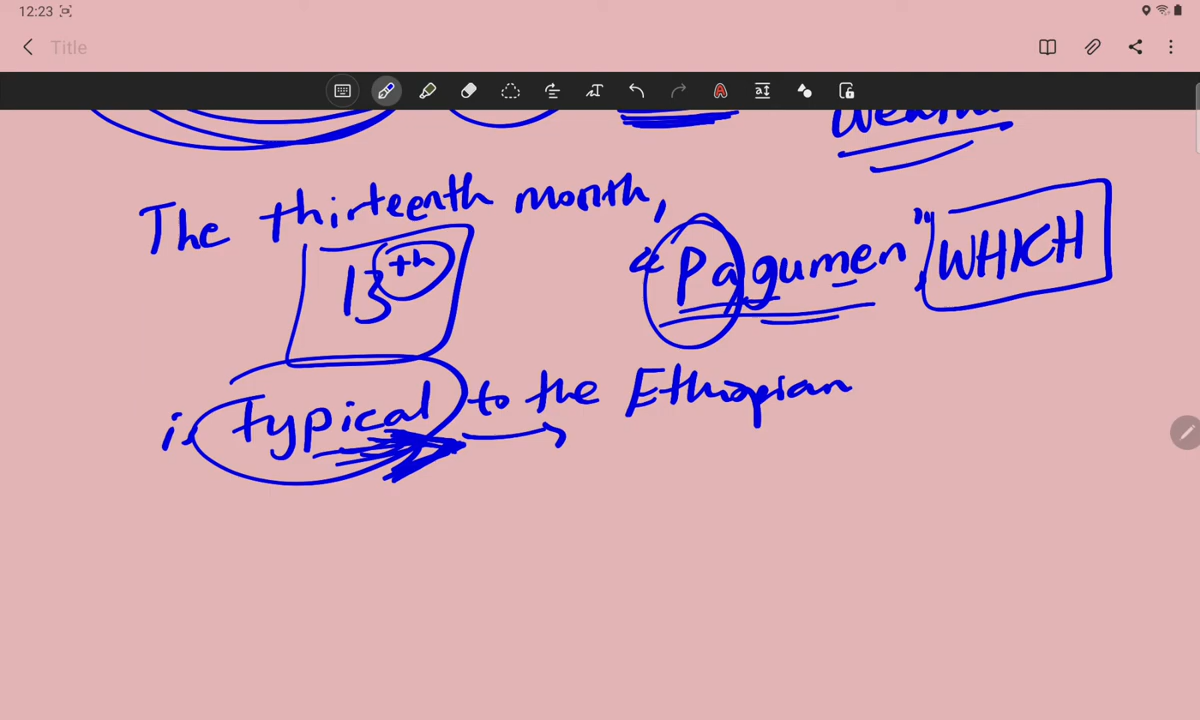 12:23
Title
The thirteenth month, "Pagumen", WHICH
13th
is typical to the Ethiopian